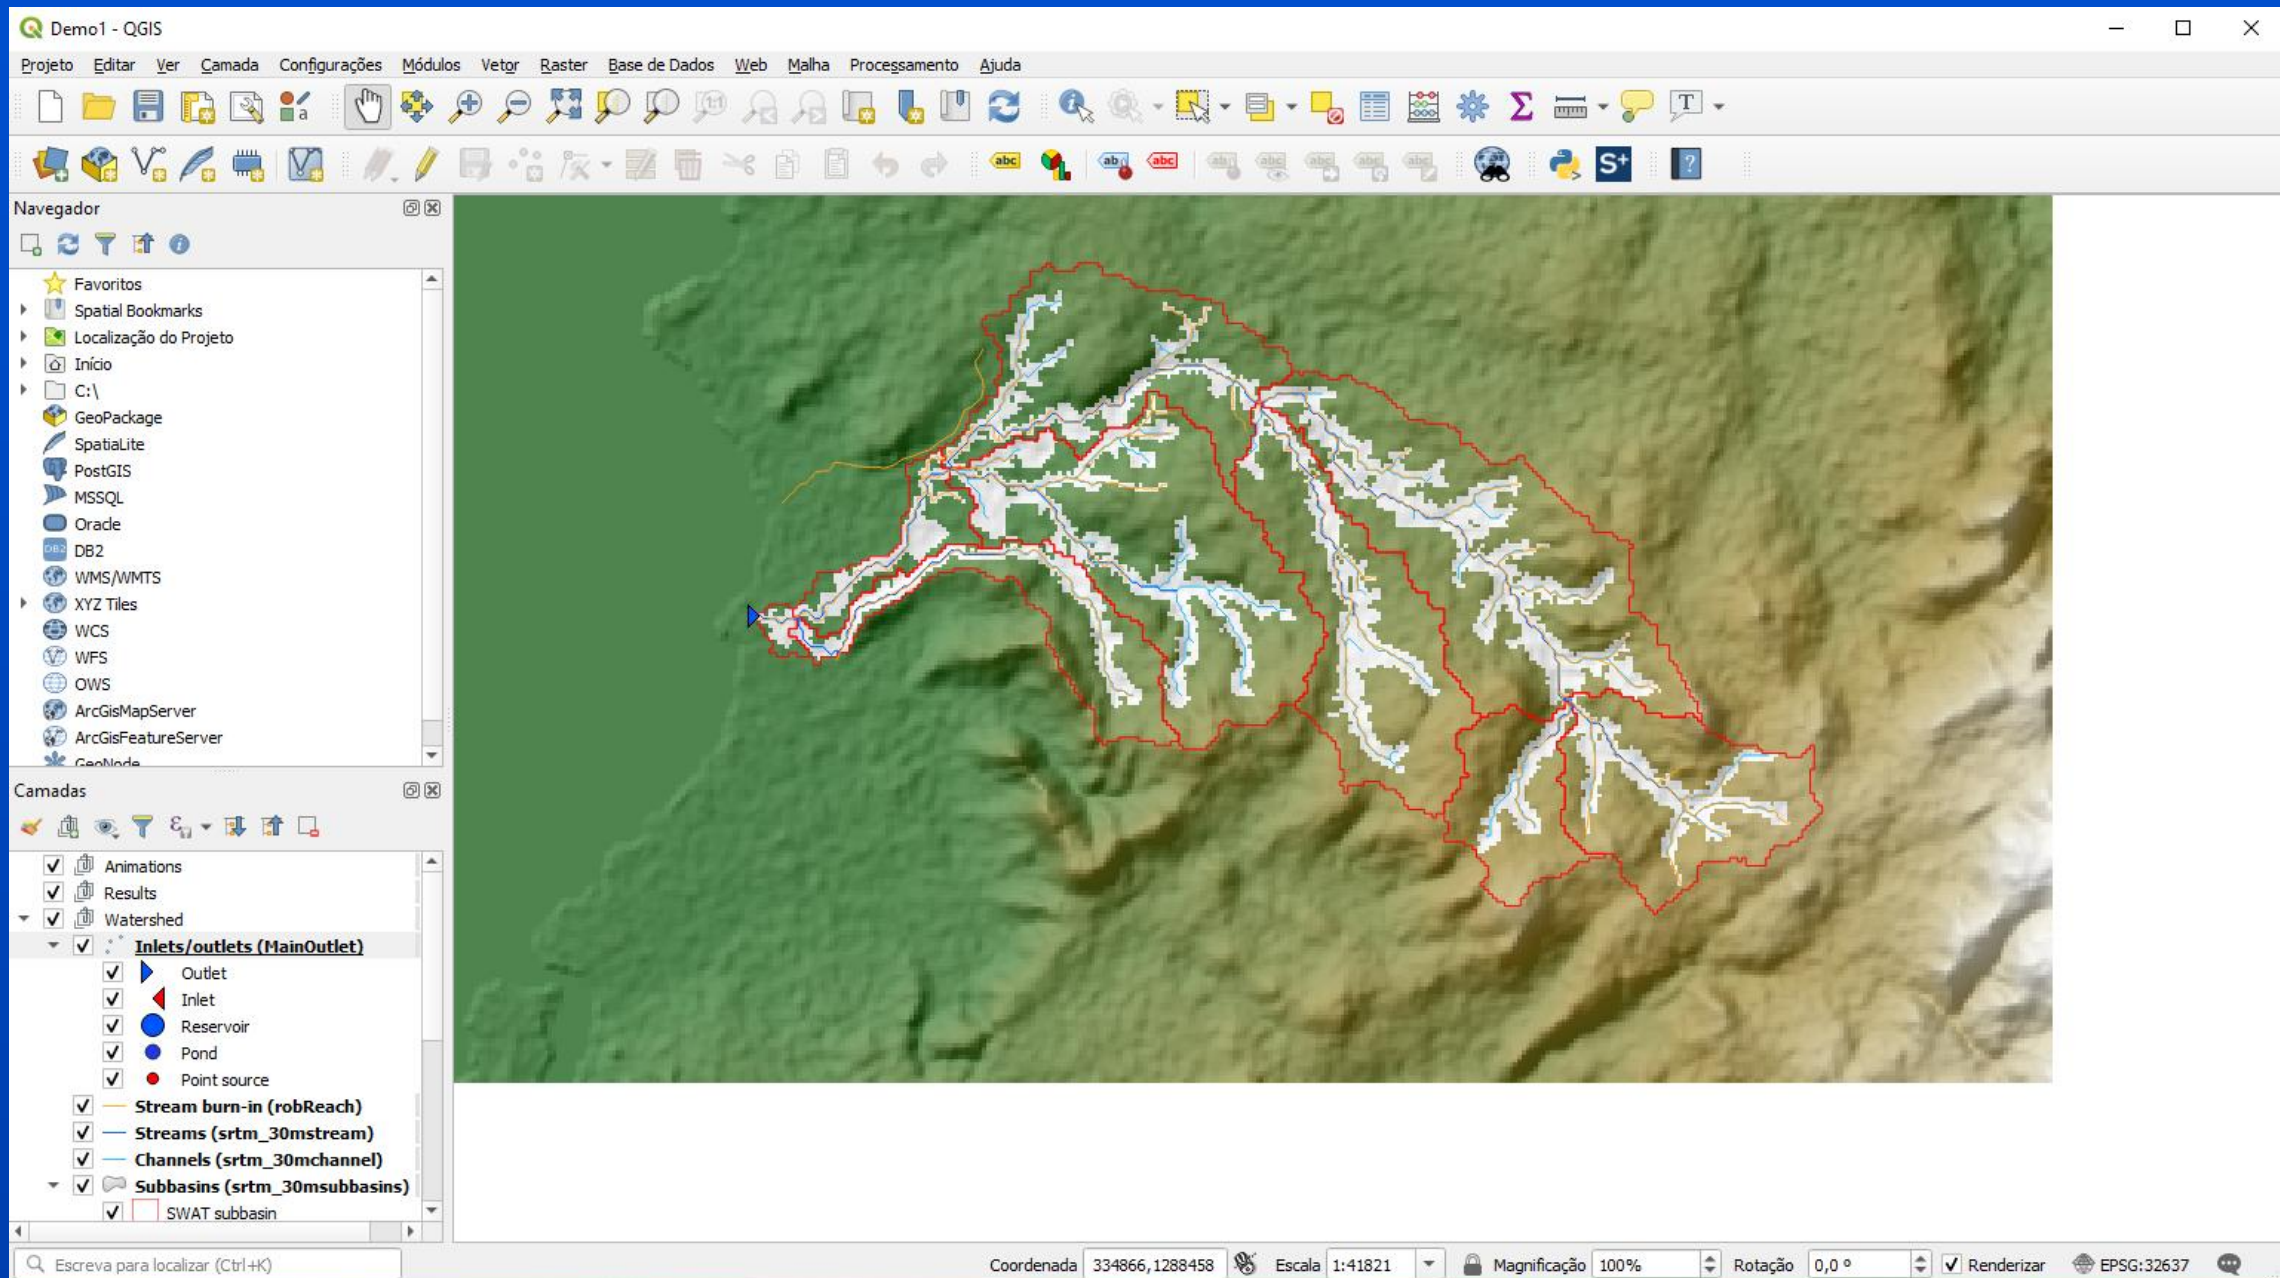 Demo1 - QGIS
Projeto Editar Ver Camada Configurações Módulos Vetor Raster Base de Dados Web Malha Processamento Ajuda
Navegador
Favoritos
Spatial Bookmarks
Localização do Projeto
Início
C:\
GeoPackage
SpatiaLite
PostGIS
MSSQL
Oracle
DB2
WMS/WMTS
XYZ Tiles
WCS
WFS
OWS
ArcGisMapServer
ArcGisFeatureServer
GeoNode
Camadas
Animations
Results
Watershed
Inlets/outlets (MainOutlet)
Outlet
Inlet
Reservoir
Pond
Point source
Stream burn-in (robReach)
Streams (srtm_30mstream)
Channels (srtm_30mchannel)
Subbasins (srtm_30msubbasins)
SWAT subbasin
Escreva para localizar (Ctrl+K) Coordenada 334866,1288458 Escala 1:41821 Magnificação 100% Rotação 0,0 ° Renderizar EPSG:32637